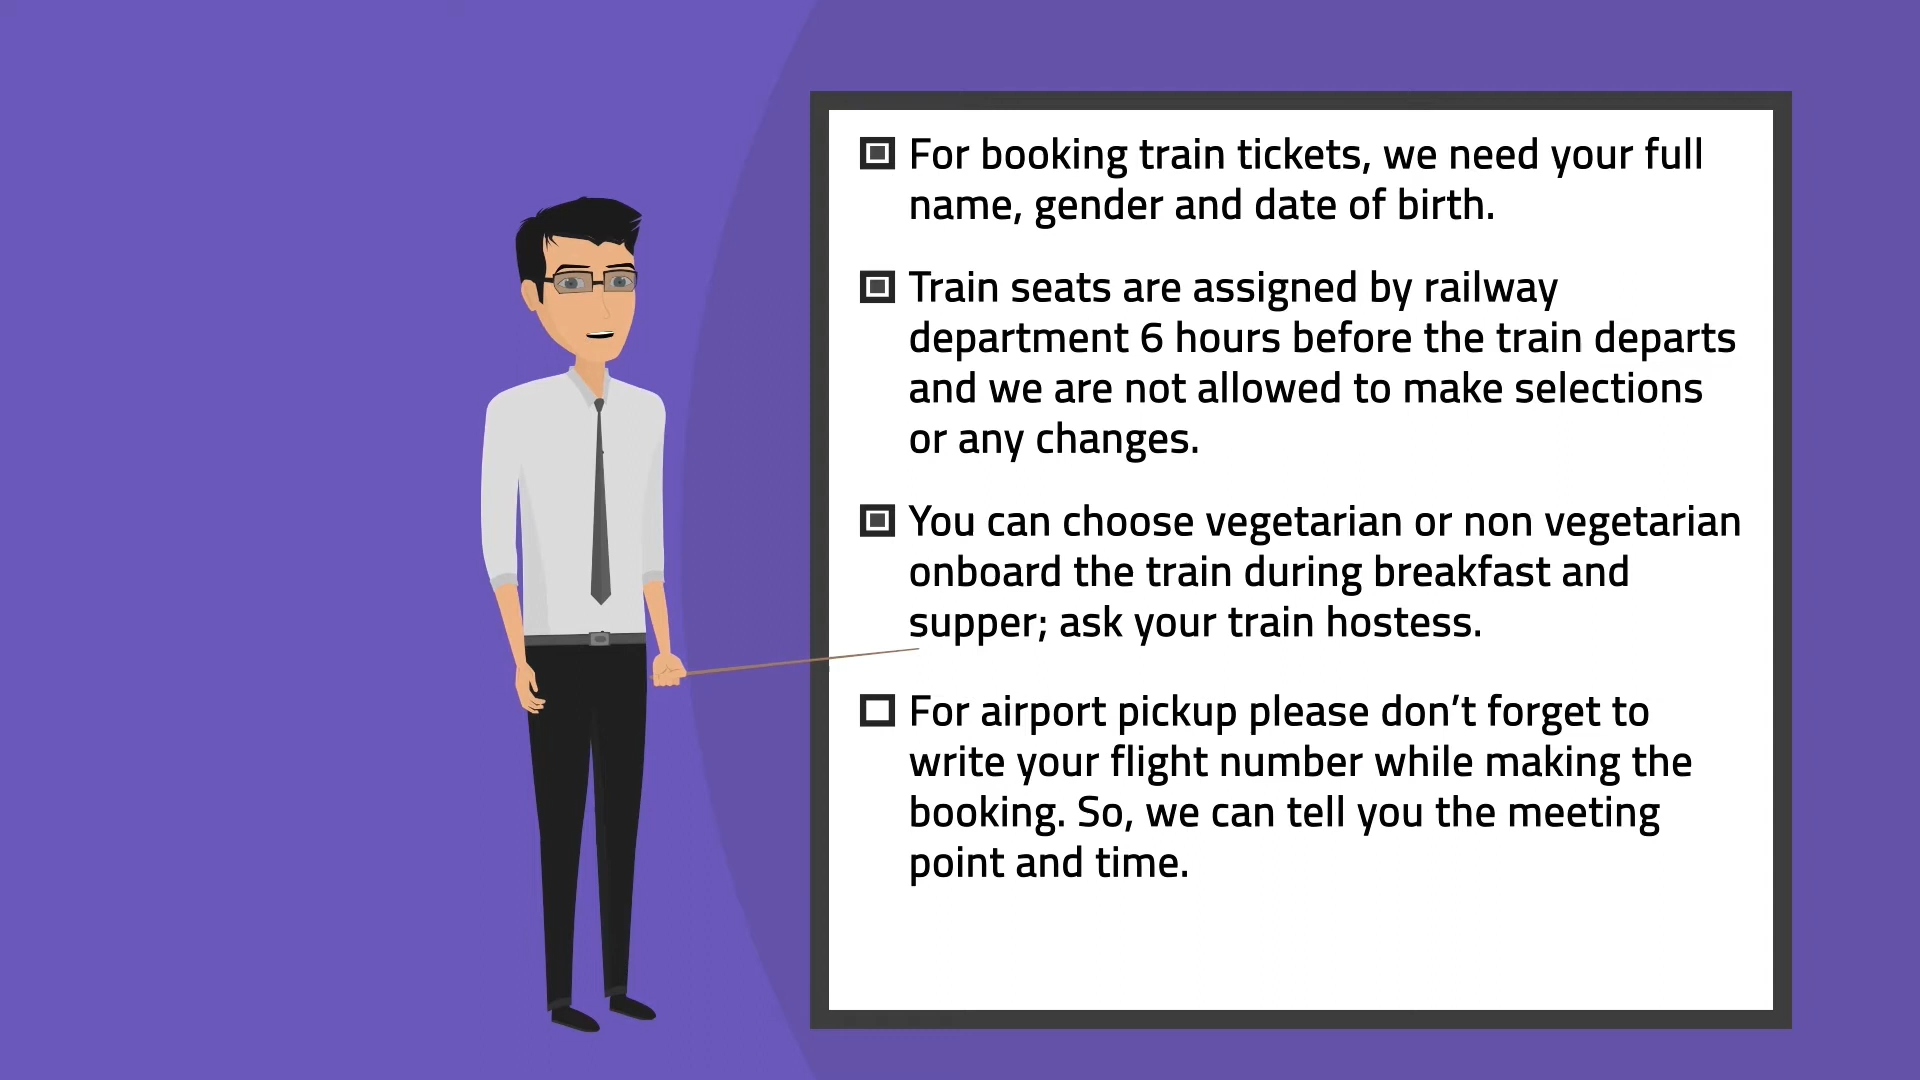 For booking train tickets, we need your full
name, gender and date of birth.
Train seats are assigned by railway
department 6 hours before the train departs
and we are not allowed to make selections
or any changes.
You can choose vegetarian or non vegetarian
onboard the train during breakfast and
supper; ask your train hostess.
For airport pickup please don’t forget to
write your flight number while making the
booking. So, we can tell you the meeting
point and time.